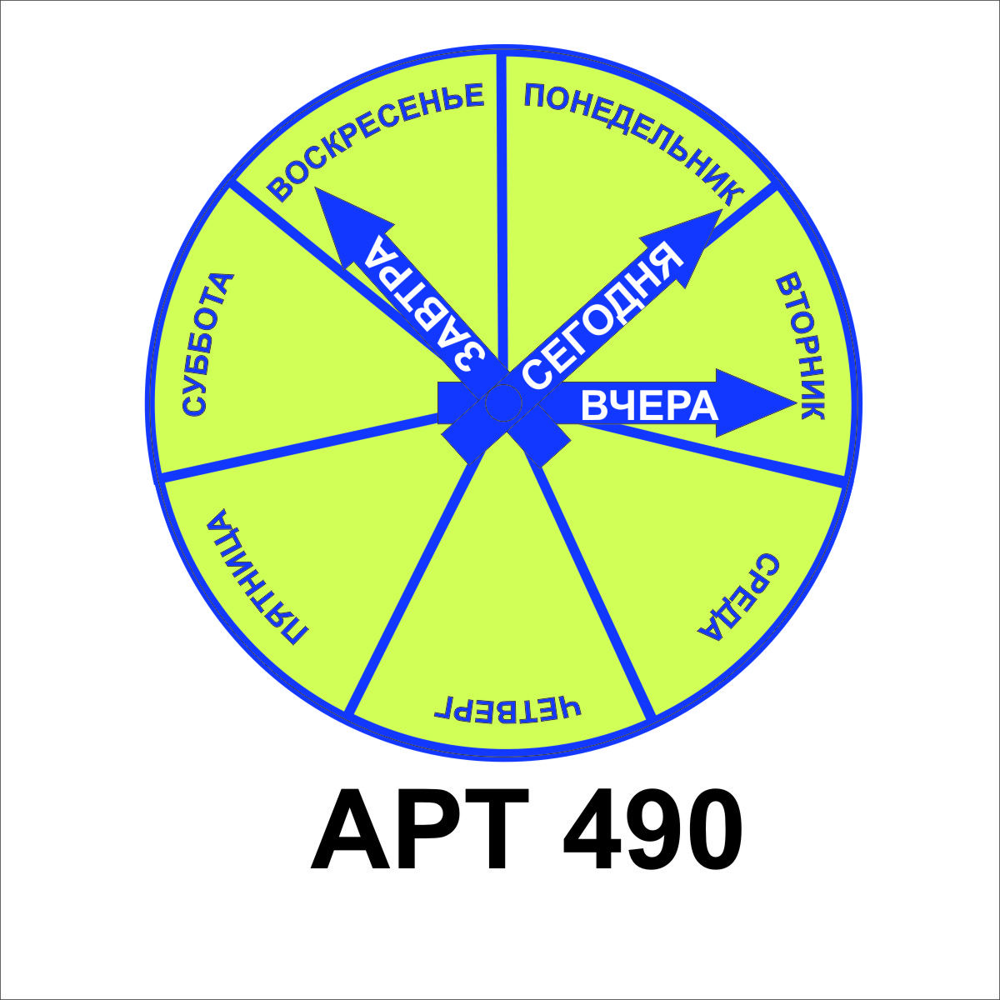 ПОНЕДЕЛЬНИК
ВТОРНИК
СРЕДА
ЧЕТВЕРГ
ПЯТНИЦА
СУББОТА
ВОСКРЕСЕНЬЕ
ЗАВТРА
СЕГОДНЯ
ВЧЕРА
АРТ 490